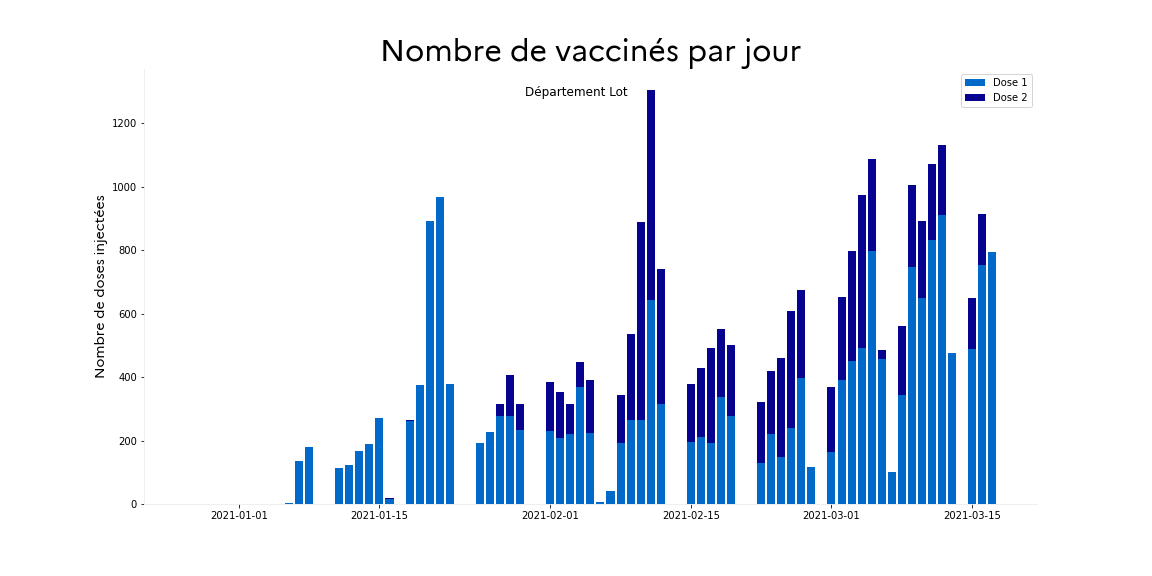 Nombre de vaccinés par jour
Département Lot
Dose 1
Dose 2
Nombre de doses injectées
1200
1000
800
600
400
200
0
2021-01-01
2021-01-15
2021-02-01
2021-02-15
2021-03-01
2021-03-15